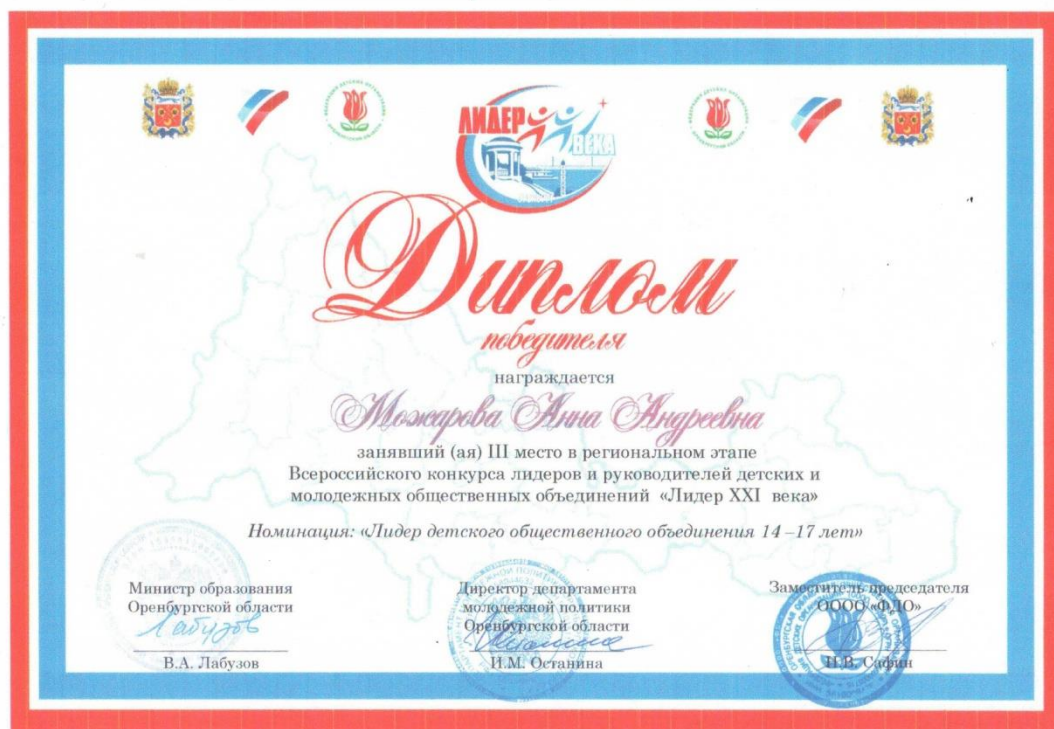 ЛИДЕР
ВЕКА
Диплом
победителя
награждается
Можарова Анна Андреевна
занявший (ая) III место в региональном этапе
Всероссийского конкурса лидеров и руководителей детских и
молодежных общественных объединений «Лидер XXI века»
Номинация: «Лидер детского общественного объединения 14–17 лет»
Министр образования
Оренбургской области
Лабузов
В.А. Лабузов
Директор департамента
молодежной политики
Оренбургской области
И.М. Останина
Заместитель председателя
ОООО «ФДО»
П.В. Сафин